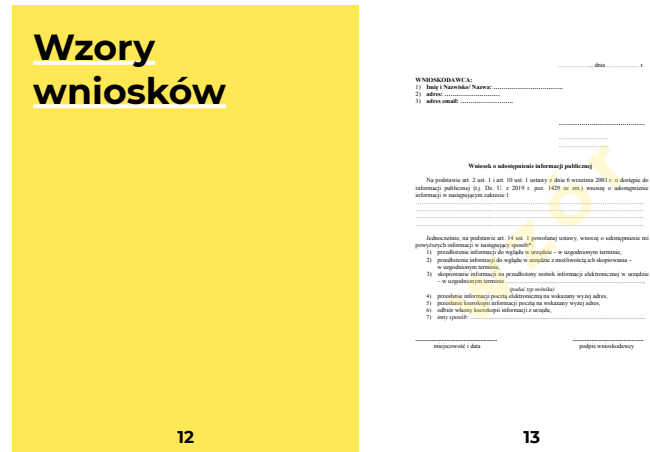 Wzory
wniosków
12
……………, dnia …………… r.
WNIOSKODAWCA:
1) Imię i Nazwisko/ Nazwa: ……………………………
2) adres: ……………………
3) adres email: ……………………
Wniosek o udostępnienie informacji publicznej
Na podstawie art. 2 ust. 1 i art. 10 ust. 1 ustawy z dnia 6 września 2001 r. o dostępie do
informacji publicznej (t.j. Dz. U. z 2019 r. poz. 1429 ze zm.) wnoszę o udostępnienie
informacji w następującym zakresie:1
Jednocześnie, na podstawie art. 14 ust. 1 powołanej ustawy, wnoszę o udostępnienie mi
powyższych informacji w następujący sposób*:
1) przedłożenie informacji do wglądu w urzędzie – w uzgodnionym terminie,
2) przedłożenie informacji do wglądu w urzędzie z możliwością ich skopiowania –
w uzgodnionym terminie,
3) skopiowanie informacji na przedłożony nośnik informacji elektronicznej w urzędzie
– w uzgodnionym terminie ……………………………………………………,
(podać typ nośnika)
4) przesłanie informacji pocztą elektroniczną na wskazany wyżej adres,
5) przesłanie kserokopii informacji pocztą na wskazany wyżej adres,
6) odbiór własny kserokopii informacji z urzędu,
7) inny sposób: ……………………………………………………………………
miejscowość i data podpis wnioskodawcy
wzór
13